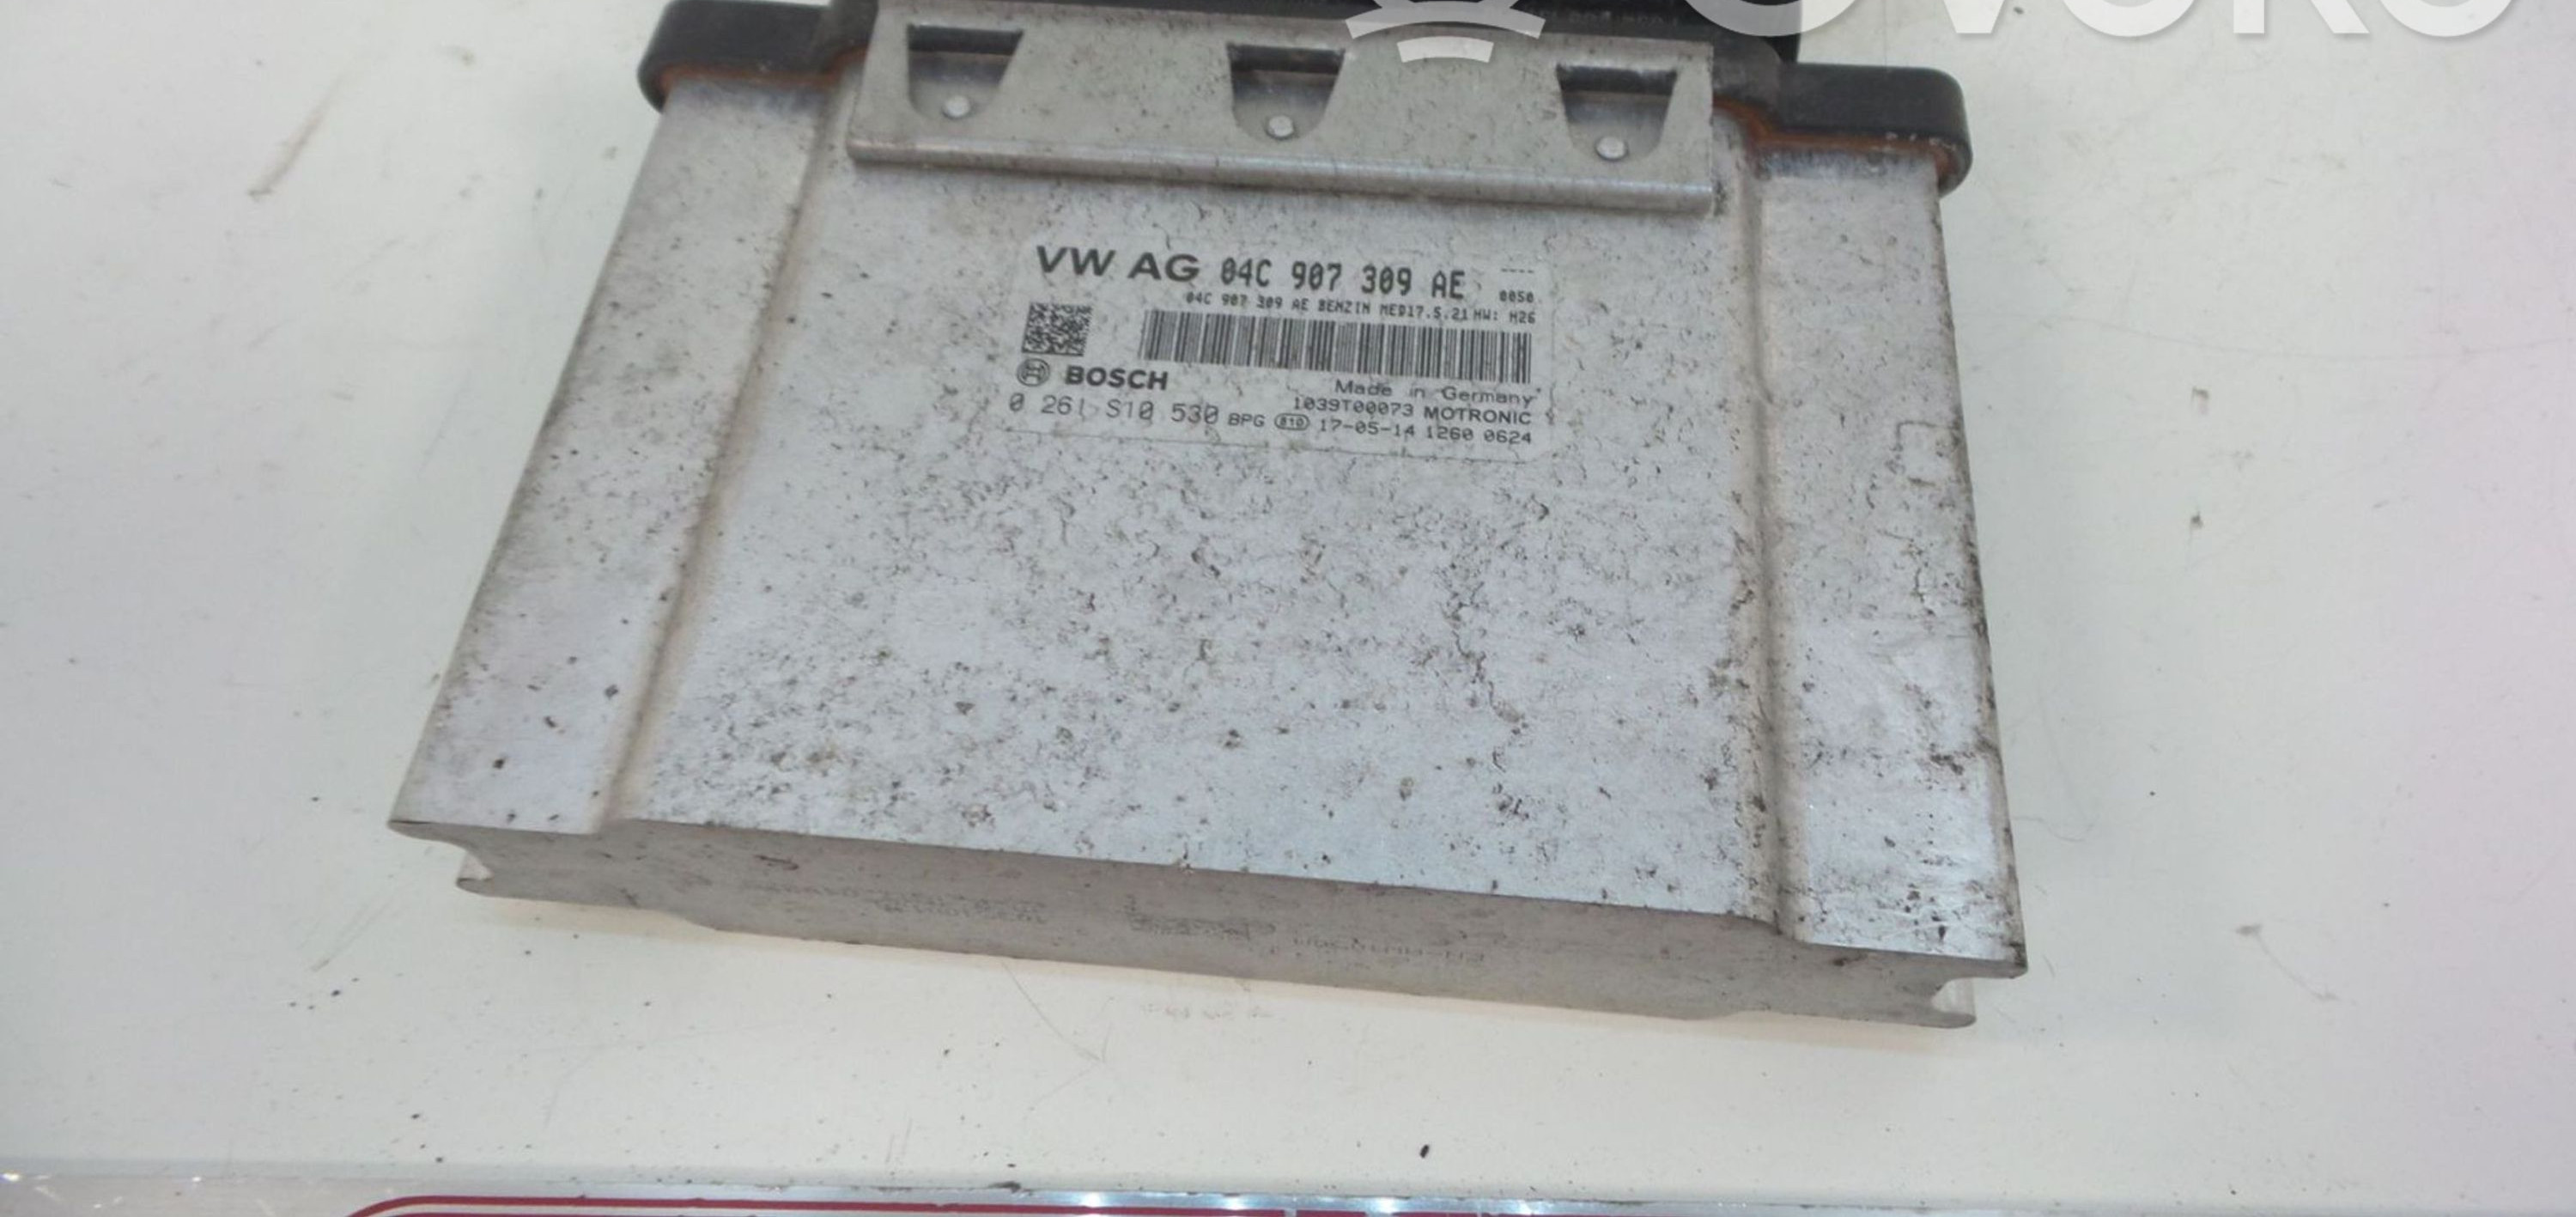 VW AG 04C 907 309 AE ----
0050
04C 907 309 AE BENZIN MED17.5.21 HW: H26
BOSCH
Made in Germany
1039T00073 MOTRONIC
0 261 S10 530 BPG 810 17-05-14 1260 0624